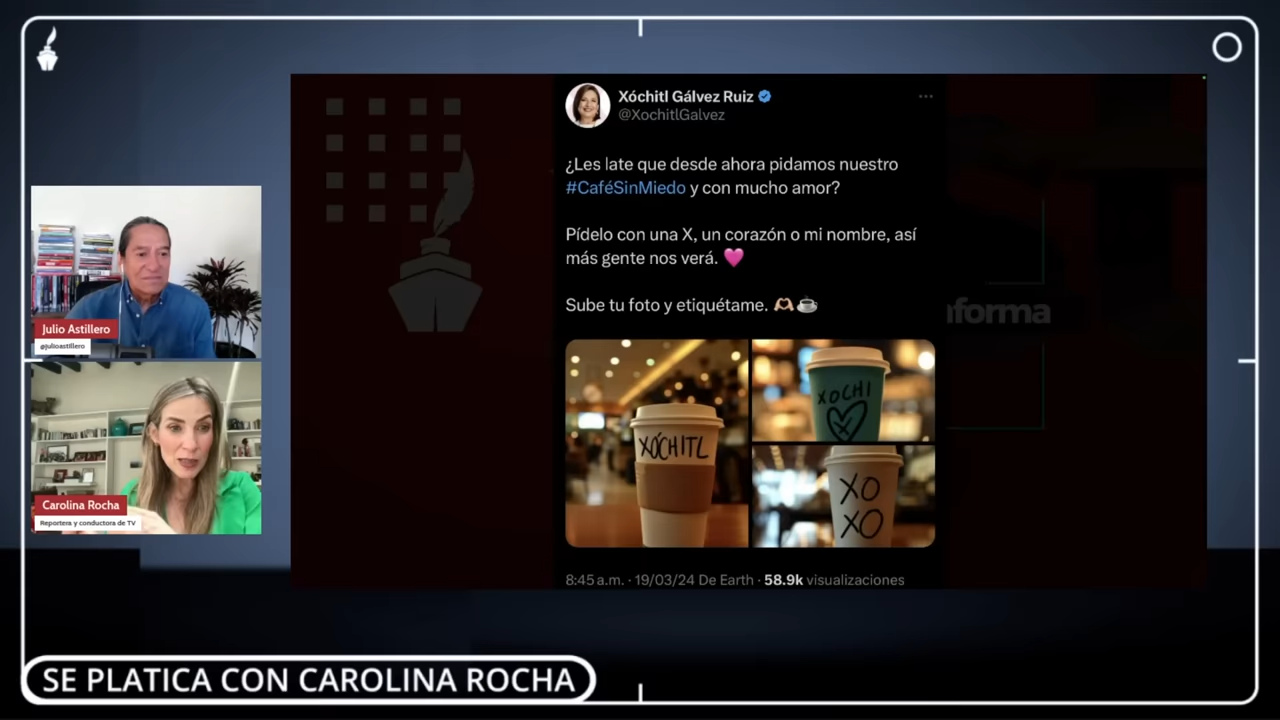 Xóchitl Gálvez Ruiz
@XochitlGalvez
¿Les late que desde ahora pidamos nuestro
#CaféSinMiedo y con mucho amor?
Pídelo con una X, un corazón o mi nombre, así
más gente nos verá. 💗
Sube tu foto y etiquétame. 🫶🏼☕
XÓCHITL
XOCHI
XO
XO
8:45 a.m. · 19/03/24 De Earth · 58.9k visualizaciones
nforma
Julio Astillero
@julioastillero
Carolina Rocha
Reportera y conductora de TV
SE PLATICA CON CAROLINA ROCHA